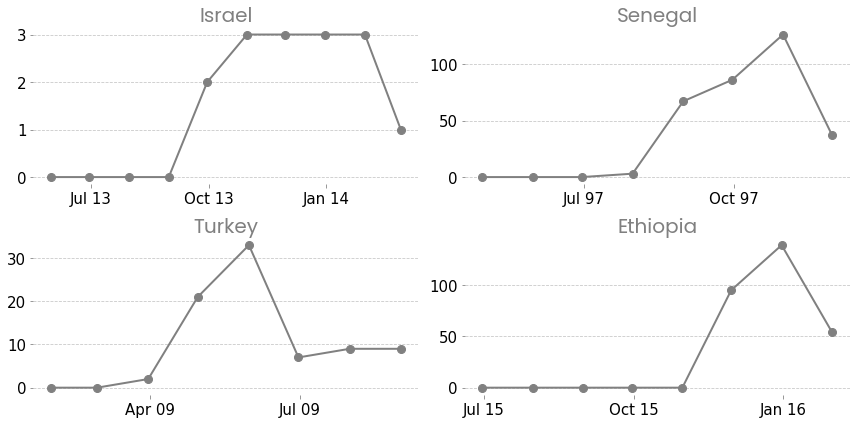 Israel
3
2
1
0
Jul 13
Oct 13
Jan 14
Senegal
100
50
0
Jul 97
Oct 97
Turkey
30
20
10
0
Apr 09
Jul 09
Ethiopia
100
50
0
Jul 15
Oct 15
Jan 16